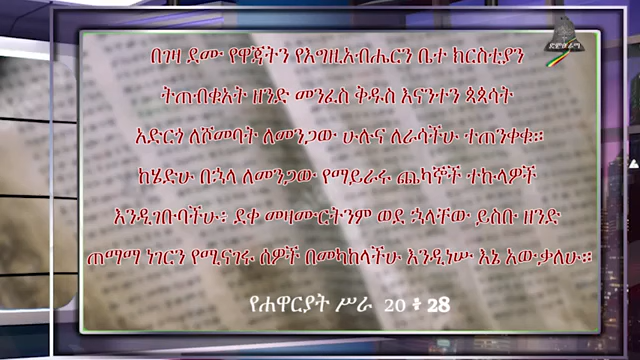 በገዛ ደሙ የዋጃትን የእግዚአብሔርን ቤተ ክርስቲያን
ትጠብቁአት ዘንድ መንፈስ ቅዱስ እናንተን ጳጳሳት
አድርጎ ለሾመባት ለመንጋው ሁሉና ለራሳችሁ ተጠንቀቁ።
ከሄድሁ በኋላ ለመንጋው የማይራሩ ጨካኞች ተኩላዎች
እንዲገቡባችሁ፥ ደቀ መዛሙርትንም ወደ ኋላቸው ይስቡ ዘንድ
ጠማማ ነገርን የሚናገሩ ሰዎች በመካከላችሁ እንዲነሡ እኔ አውቃለሁ።
የሐዋርያት ሥራ 20 ፥ 28